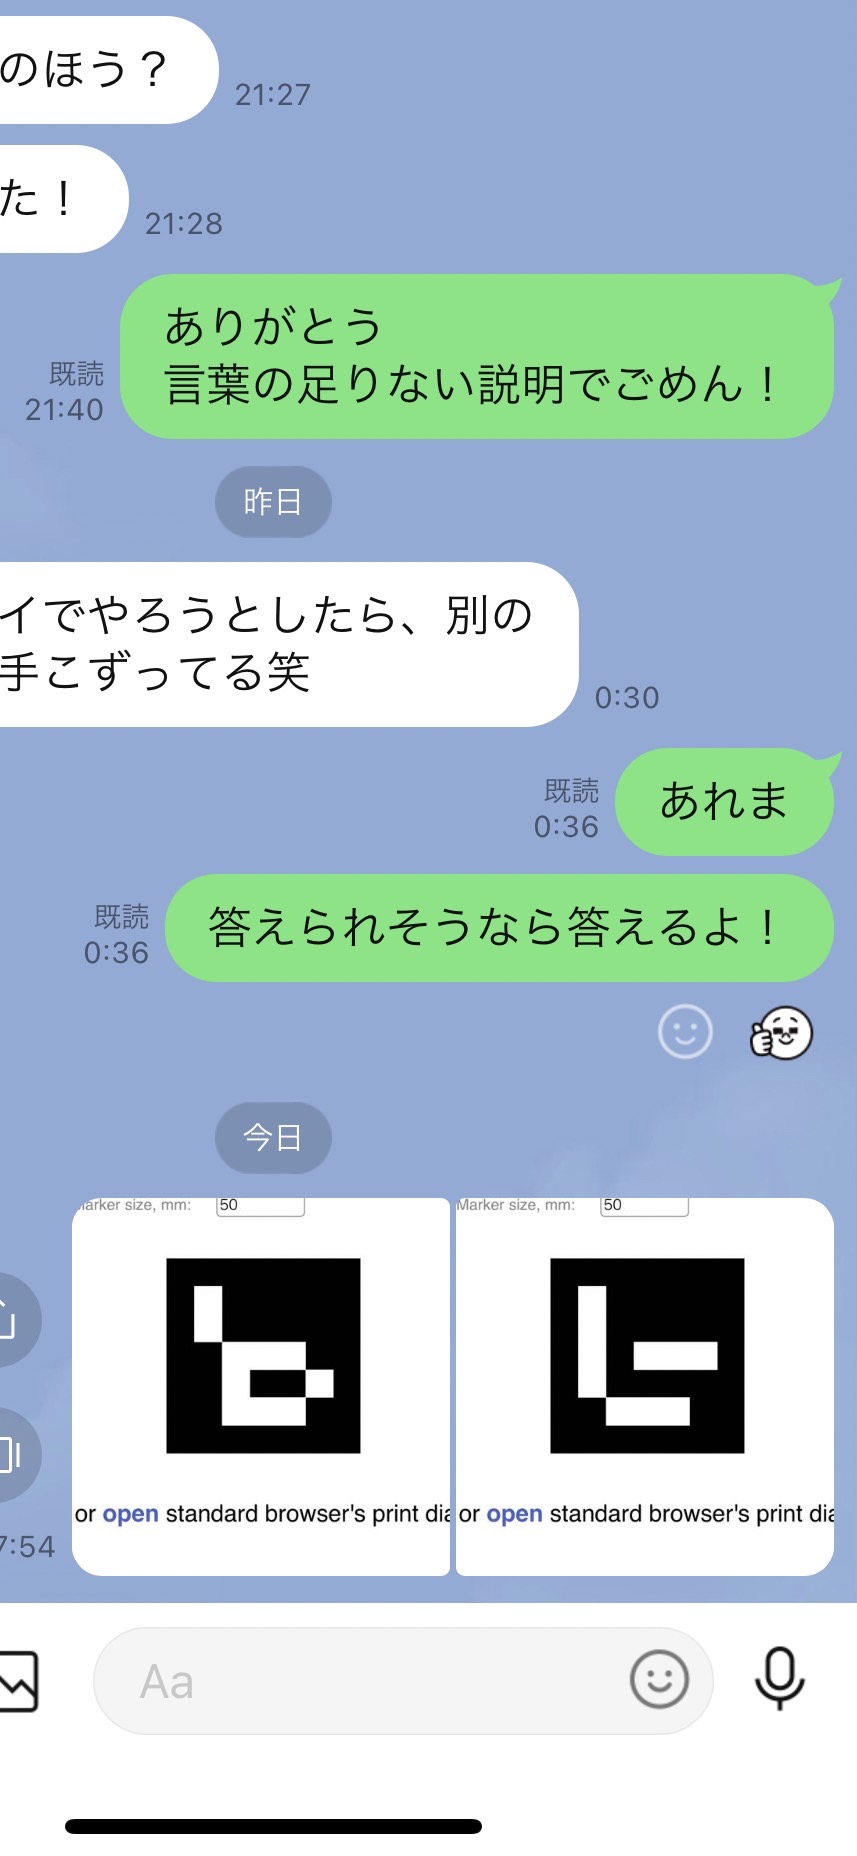 のほう？
21:27
た！
21:28
ありがとう
言葉の足りない説明でごめん！
既読
21:40
昨日
イでやろうとしたら、別の
手こずってる笑
0:30
あれま
既読
0:36
答えられそうなら答えるよ！
既読
0:36
今日
arker size, mm: 50
Marker size, mm: 50
or open standard browser's print dia
or open standard browser's print dia
7:54
Aa